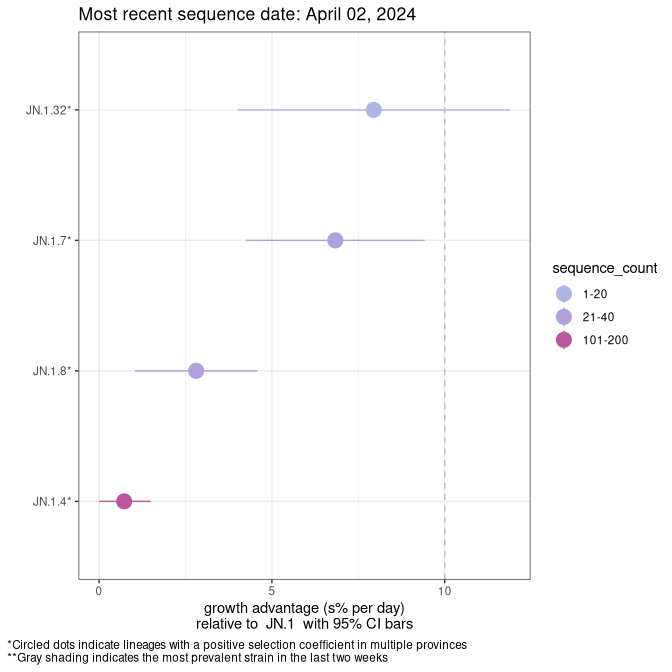 Most recent sequence date: April 02, 2024
JN.1.32*
JN.1.7*
JN.1.8*
JN.1.4*
0
5
10
growth advantage (s% per day)
relative to JN.1 with 95% CI bars
sequence_count
1-20
21-40
101-200
*Circled dots indicate lineages with a positive selection coefficient in multiple provinces
**Gray shading indicates the most prevalent strain in the last two weeks